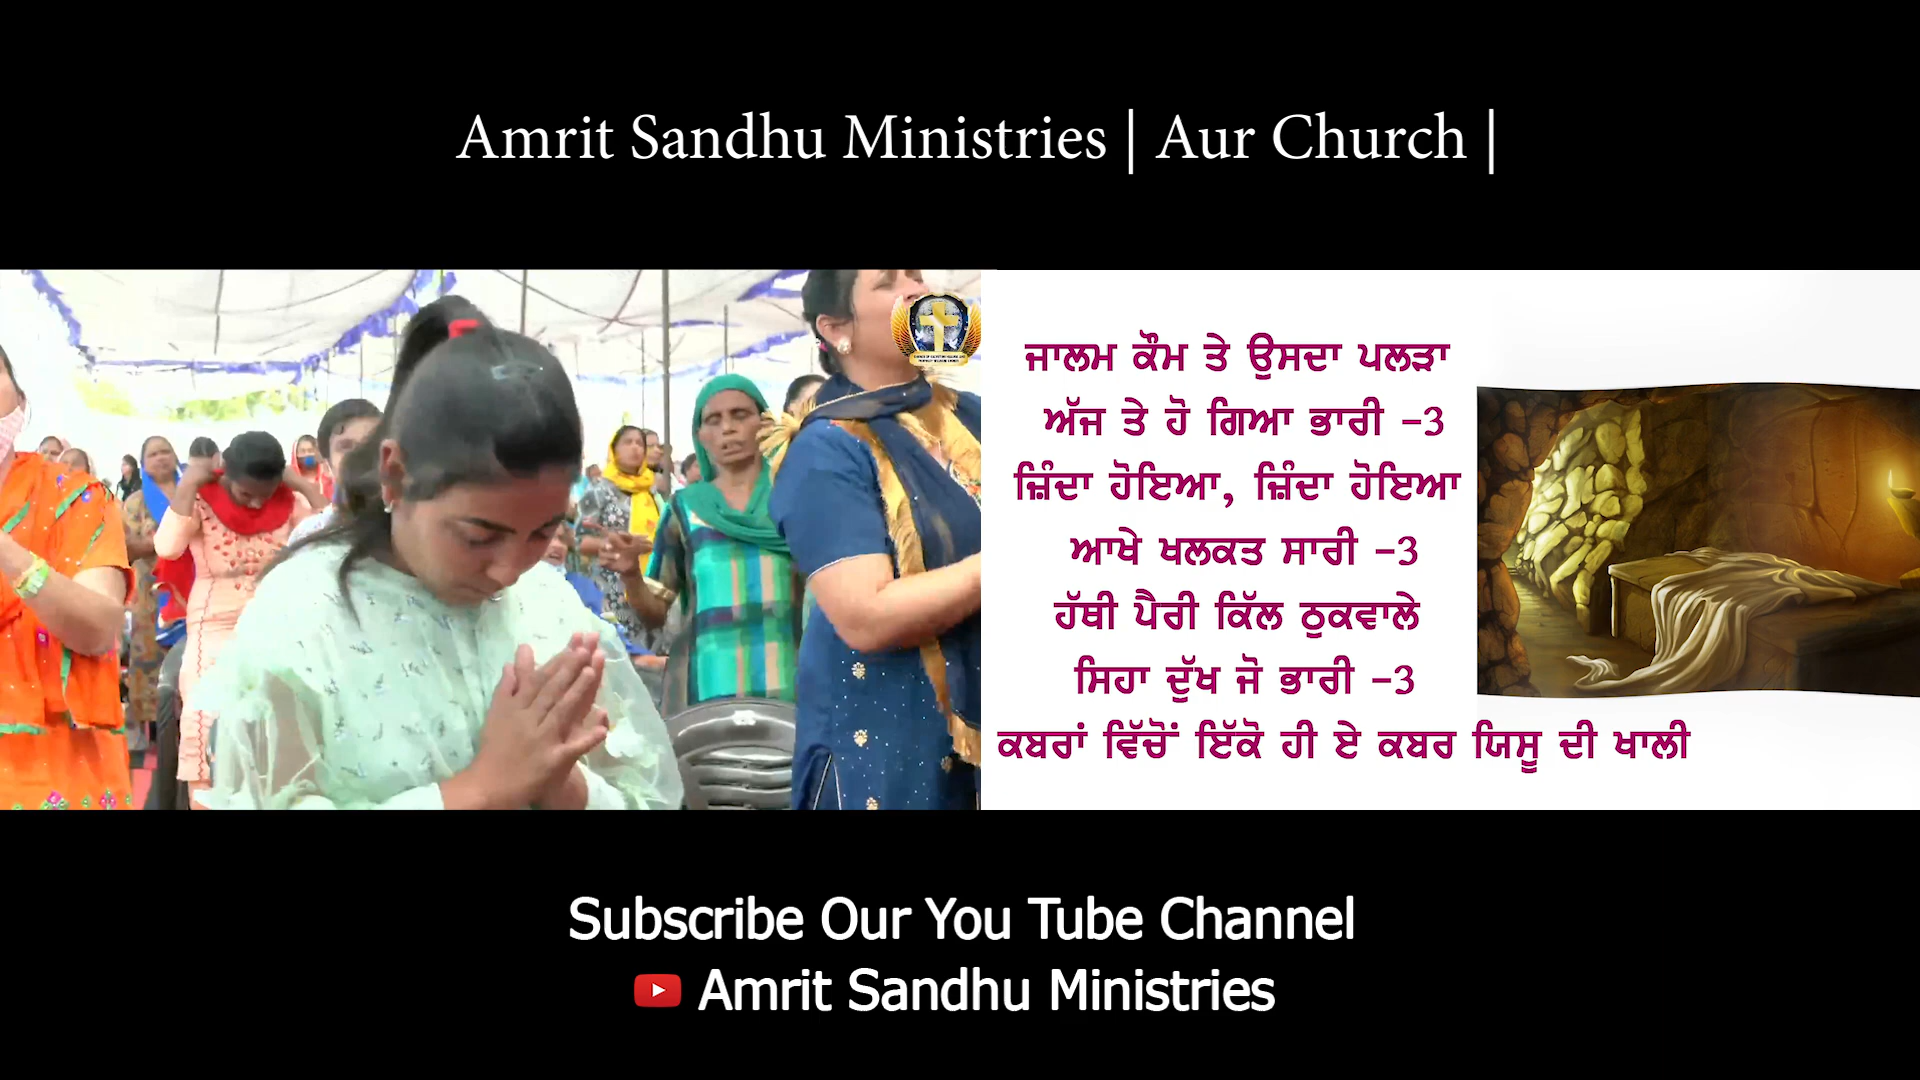 Amrit Sandhu Ministries | Aur Church |
ਜਾਲਮ ਕੌਮ ਤੇ ਉਸਦਾ ਪਲੜਾ
ਅੱਜ ਤੇ ਹੋ ਗਿਆ ਭਾਰੀ -3
ਜ਼ਿੰਦਾ ਹੋਇਆ, ਜ਼ਿੰਦਾ ਹੋਇਆ
ਆਖੇ ਖਲਕਤ ਸਾਰੀ -3
ਹੱਥੀ ਪੈਰੀ ਕਿੱਲ ਠੁਕਵਾਲੇ
ਸਿਹਾ ਦੁੱਖ ਜੋ ਭਾਰੀ -3
ਕਬਰਾਂ ਵਿੱਚੋਂ ਇੱਕੋ ਹੀ ਏ ਕਬਰ ਯਿਸੂ ਦੀ ਖਾਲੀ
Subscribe Our You Tube Channel
Amrit Sandhu Ministries